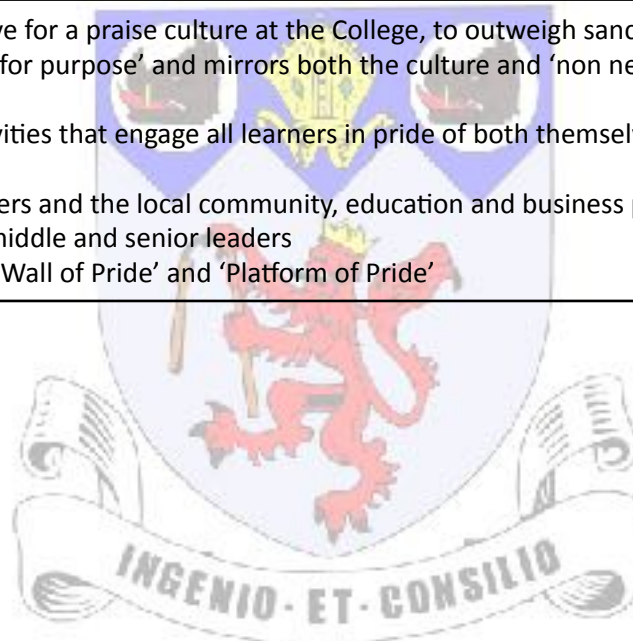 ve for a praise culture at the College, to outweigh sanc
for purpose’ and mirrors both the culture and ‘non ne
vities that engage all learners in pride of both themselv
ers and the local community, education and business p
middle and senior leaders
‘Wall of Pride’ and ‘Platform of Pride’
INGENIO · ET · CONSILIO